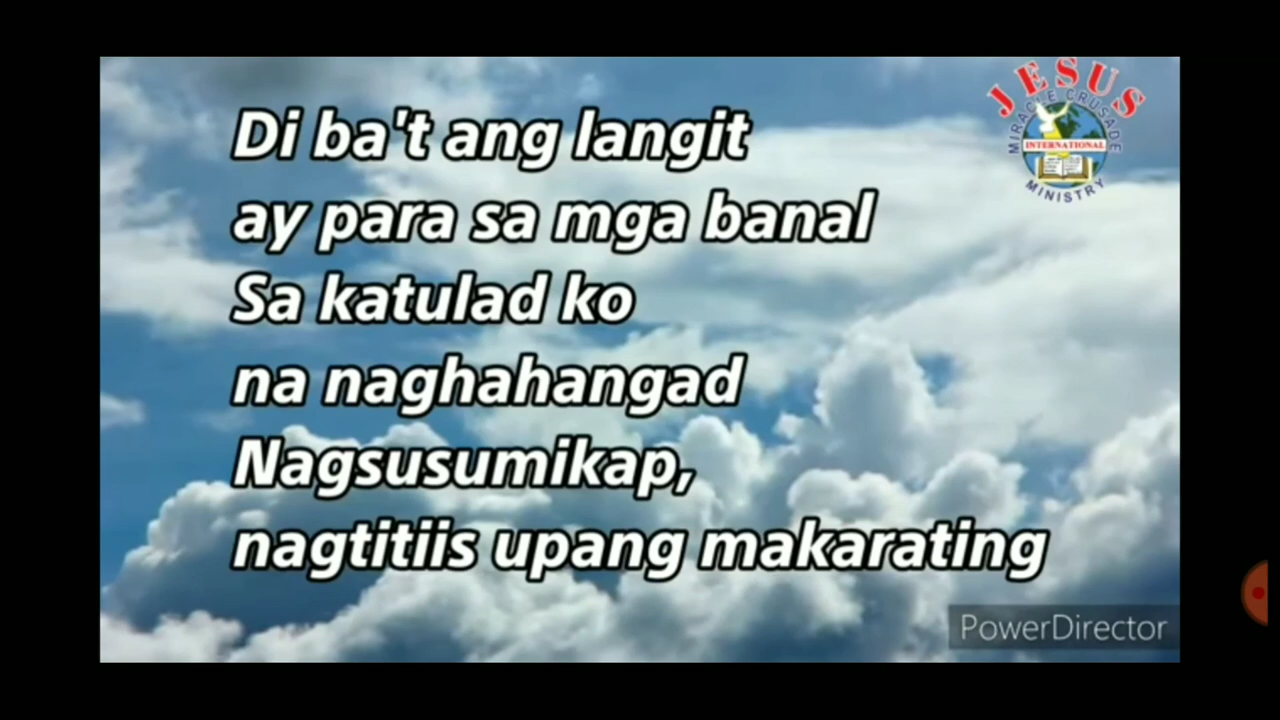 JESUS
MIRACLE CRUSADE
INTERNATIONAL
MINISTRY
Di ba't ang langit
ay para sa mga banal
Sa katulad ko
na naghahangad
Nagsusumikap,
nagtitiis upang makarating
PowerDirector